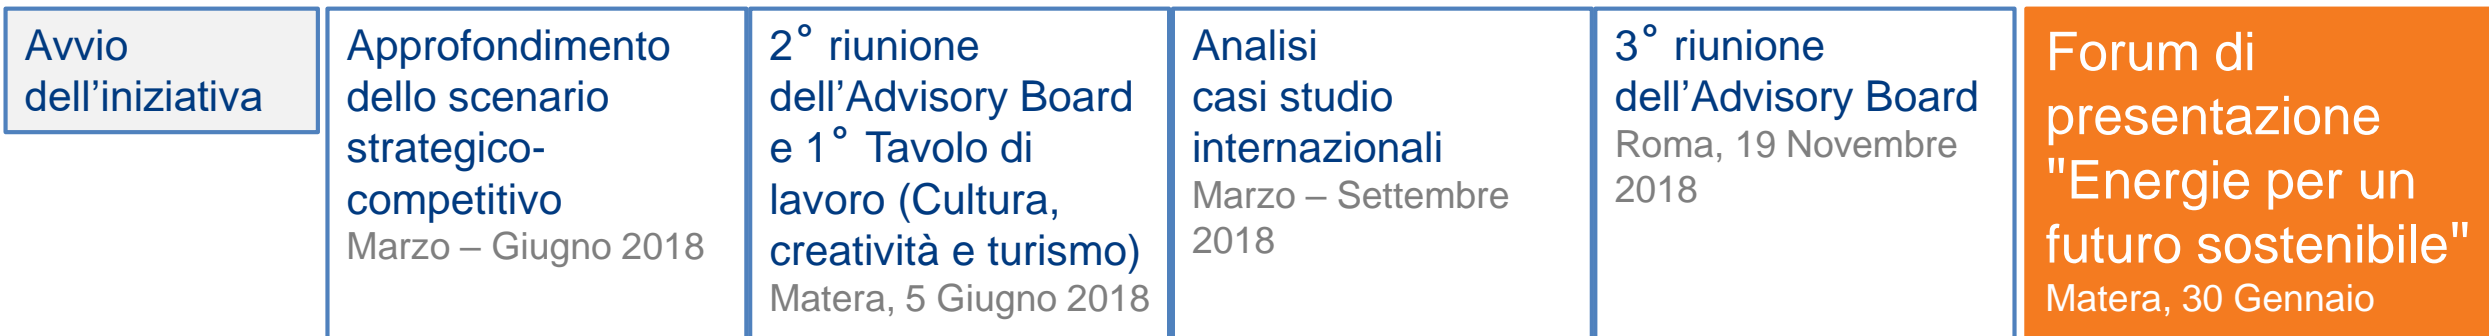 Avvio
dell’iniziativa
Approfondimento
dello scenario
strategico-
competitivo
Marzo – Giugno 2018
2° riunione
dell’Advisory Board
e 1° Tavolo di
lavoro (Cultura,
creatività e turismo)
Matera, 5 Giugno 2018
Analisi
casi studio
internazionali
Marzo – Settembre
2018
3° riunione
dell’Advisory Board
Roma, 19 Novembre
2018
Forum di
presentazione
"Energie per un
futuro sostenibile"
Matera, 30 Gennaio